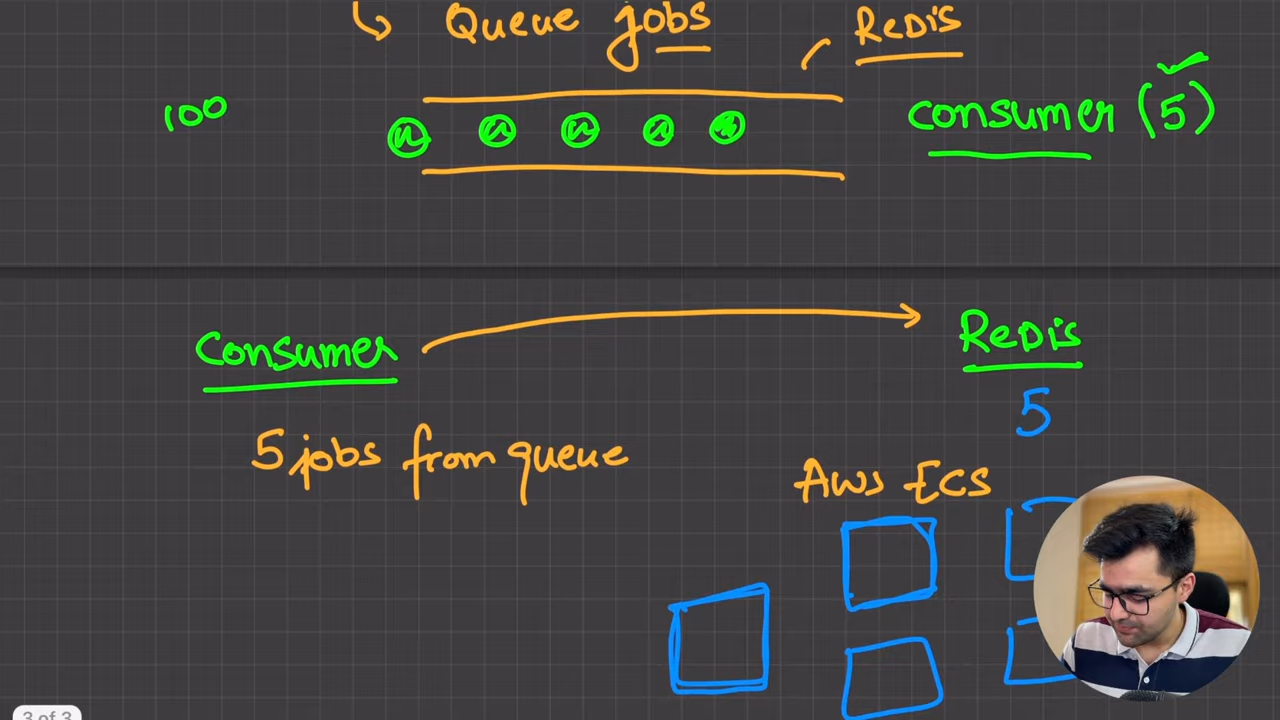 Queue jobs
Redis
100
consumer (5)
Consumer
Redis
5
5 jobs from queue
Aws ECS
3 of 3